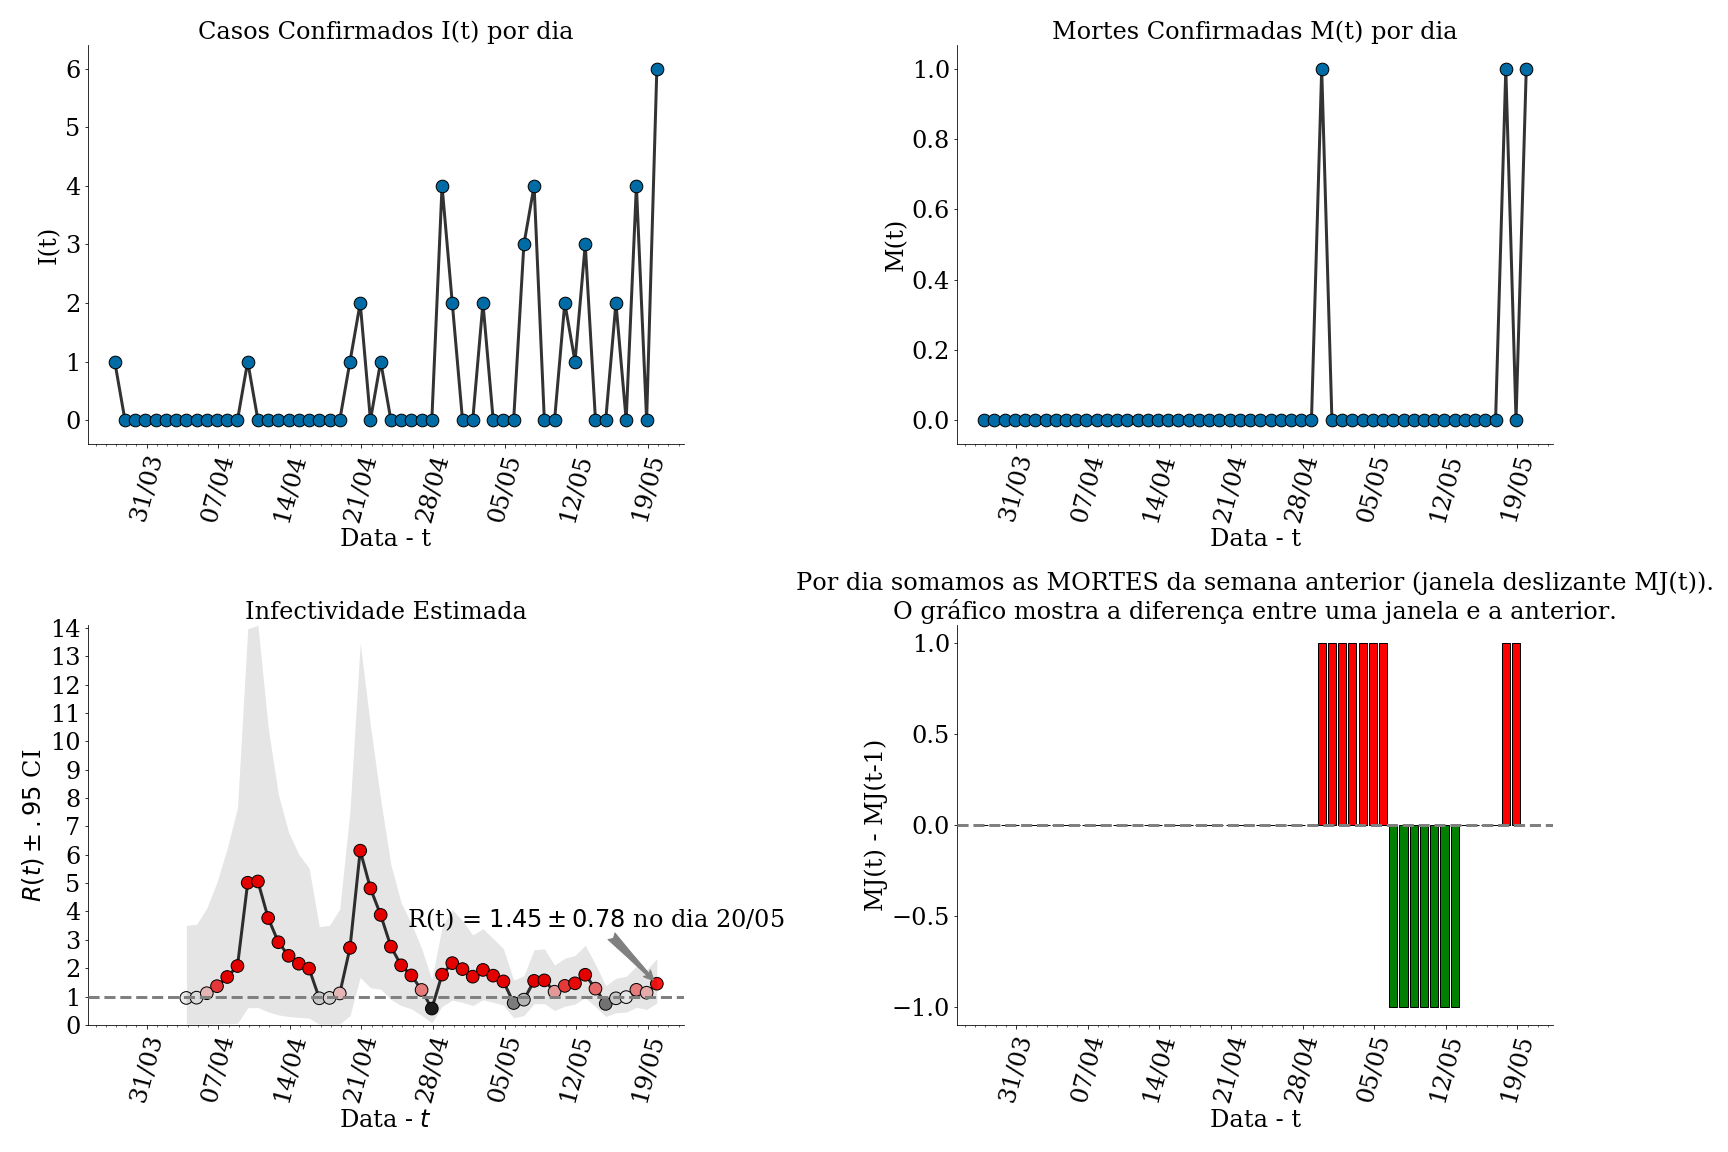 Casos Confirmados I(t) por dia
I(t)
6
5
4
3
2
1
0
31/03 07/04 14/04 21/04 28/04 05/05 12/05 19/05
Data - t
Mortes Confirmadas M(t) por dia
M(t)
1.0
0.8
0.6
0.4
0.2
0.0
31/03 07/04 14/04 21/04 28/04 05/05 12/05 19/05
Data - t
Infectividade Estimada
R(t) ± .95 CI
14
13
12
11
10
9
8
7
6
5
4
3
2
1
0
R(t) = 1.45 ± 0.78 no dia 20/05
31/03 07/04 14/04 21/04 28/04 05/05 12/05 19/05
Data - t
Por dia somamos as MORTES da semana anterior (janela deslizante MJ(t)).
O gráfico mostra a diferença entre uma janela e a anterior.
MJ(t) - MJ(t-1)
1.0
0.5
0.0
−0.5
−1.0
31/03 07/04 14/04 21/04 28/04 05/05 12/05 19/05
Data - t